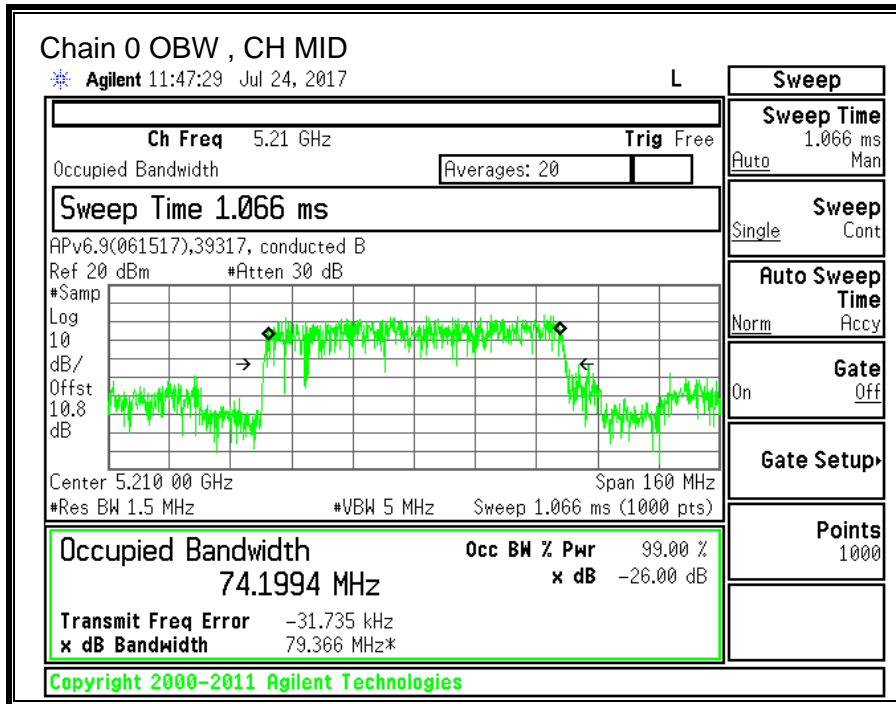 Chain 0 OBW , CH MID
Agilent 11:47:29 Jul 24, 2017 L
Ch Freq 5.21 GHz Trig Free
Occupied Bandwidth Averages: 20
Sweep Time 1.066 ms
APv6.9(061517),39317, conducted B
Ref 20 dBm #Atten 30 dB
#Samp
Log
10
dB/
Offst
10.8
dB
Center 5.210 00 GHz Span 160 MHz
#Res BW 1.5 MHz #VBW 5 MHz Sweep 1.066 ms (1000 pts)
Occupied Bandwidth Occ BW % Pwr 99.00 %
74.1994 MHz x dB -26.00 dB
Transmit Freq Error -31.735 kHz
x dB Bandwidth 79.366 MHz*
Copyright 2000-2011 Agilent Technologies
Sweep
Sweep Time
1.066 ms
Auto Man
Sweep
Single Cont
Auto Sweep
Time
Norm Accy
Gate
On Off
Gate Setup
Points
1000